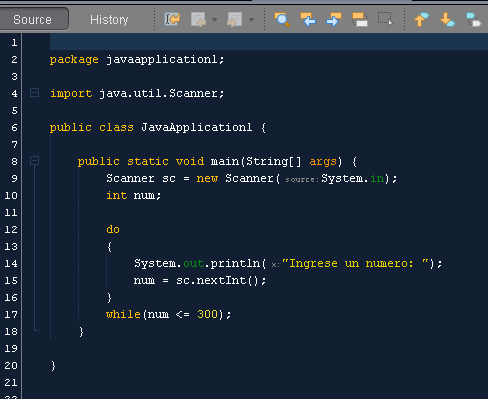 Source History
1
2 package javaapplication1;
3
4 import java.util.Scanner;
5
6 public class JavaApplication1 {
7
8 public static void main(String[] args) {
9 Scanner sc = new Scanner( source: System.in);
10 int num;
11
12 do
13 {
14 System.out.println( x: "Ingrese un numero: ");
15 num = sc.nextInt();
16 }
17 while(num <= 300);
18 }
19
20 }
21